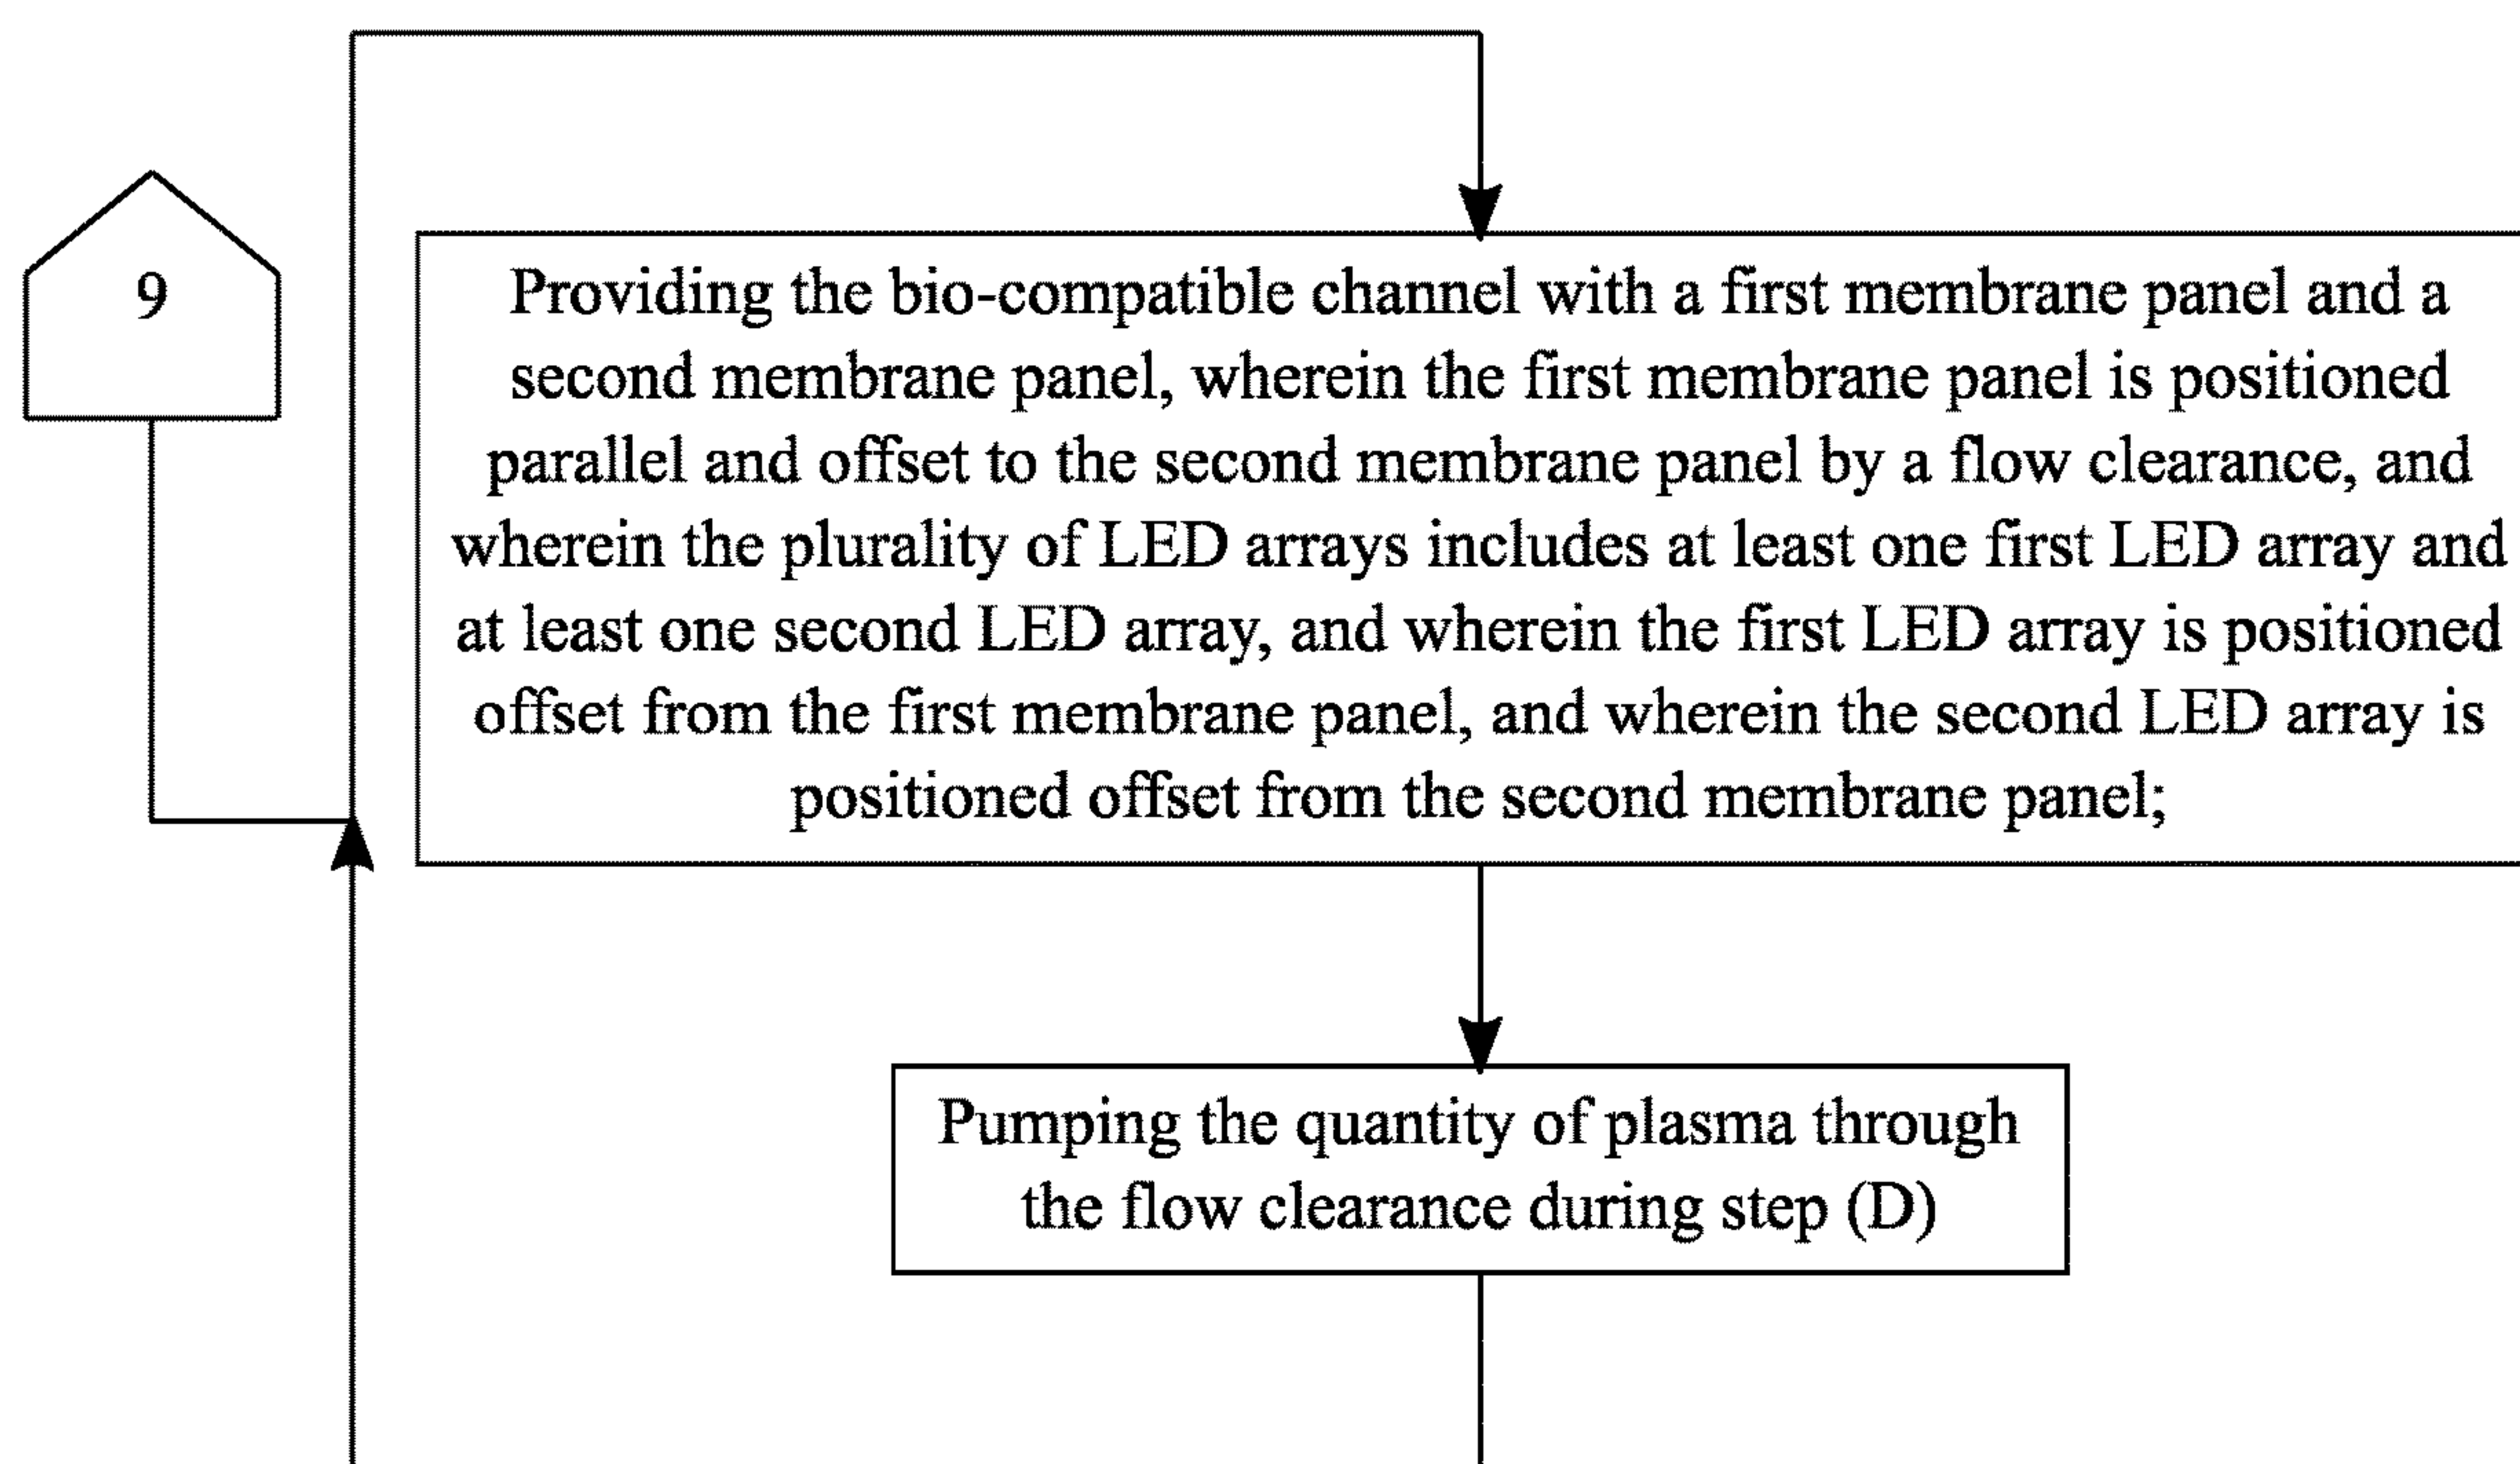 9
Providing the bio-compatible channel with a first membrane panel and a
second membrane panel, wherein the first membrane panel is positioned
parallel and offset to the second membrane panel by a flow clearance, and
wherein the plurality of LED arrays includes at least one first LED array and
at least one second LED array, and wherein the first LED array is positioned
offset from the first membrane panel, and wherein the second LED array is
positioned offset from the second membrane panel;
Pumping the quantity of plasma through
the flow clearance during step (D)